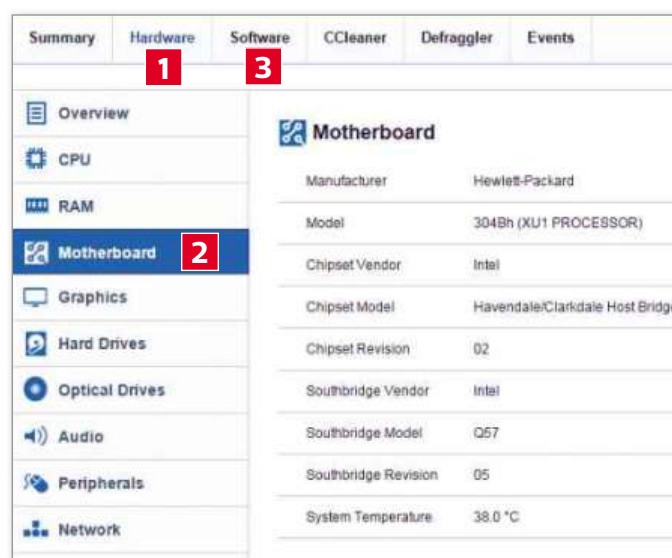 Summary Hardware Software CCleaner Defraggler Events
1 3
Overview
CPU
RAM
Motherboard 2
Graphics
Hard Drives
Optical Drives
Audio
Peripherals
Network
Motherboard
Manufacturer Hewlett-Packard
Model 304Bh (XU1 PROCESSOR)
Chipset Vendor Intel
Chipset Model Havendale/Clarkdale Host Bridge
Chipset Revision 02
Southbridge Vendor Intel
Southbridge Model Q57
Southbridge Revision 05
System Temperature 38.0 °C